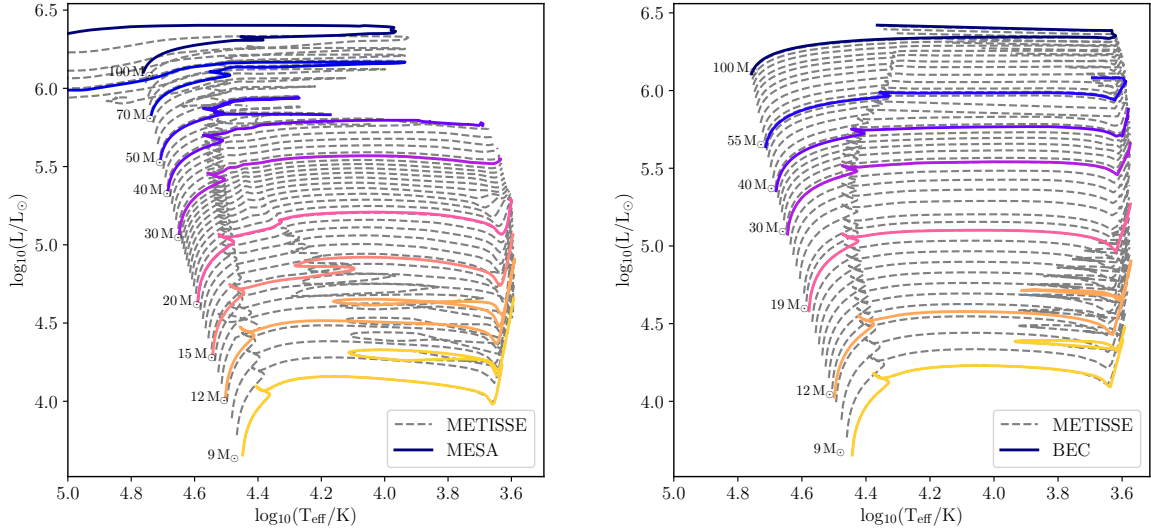 6.5
6.0
5.5
5.0
4.5
4.0
log₁₀(L/L⊙)
100 M⊙
70 M⊙
50 M⊙
40 M⊙
30 M⊙
20 M⊙
15 M⊙
12 M⊙
9 M⊙
METISSE
MESA
5.0 4.8 4.6 4.4 4.2 4.0 3.8 3.6
log₁₀(T_eff/K)
6.5
6.0
5.5
5.0
4.5
4.0
log₁₀(L/L⊙)
100 M⊙
55 M⊙
40 M⊙
30 M⊙
19 M⊙
12 M⊙
9 M⊙
METISSE
BEC
5.0 4.8 4.6 4.4 4.2 4.0 3.8 3.6
log₁₀(T_eff/K)